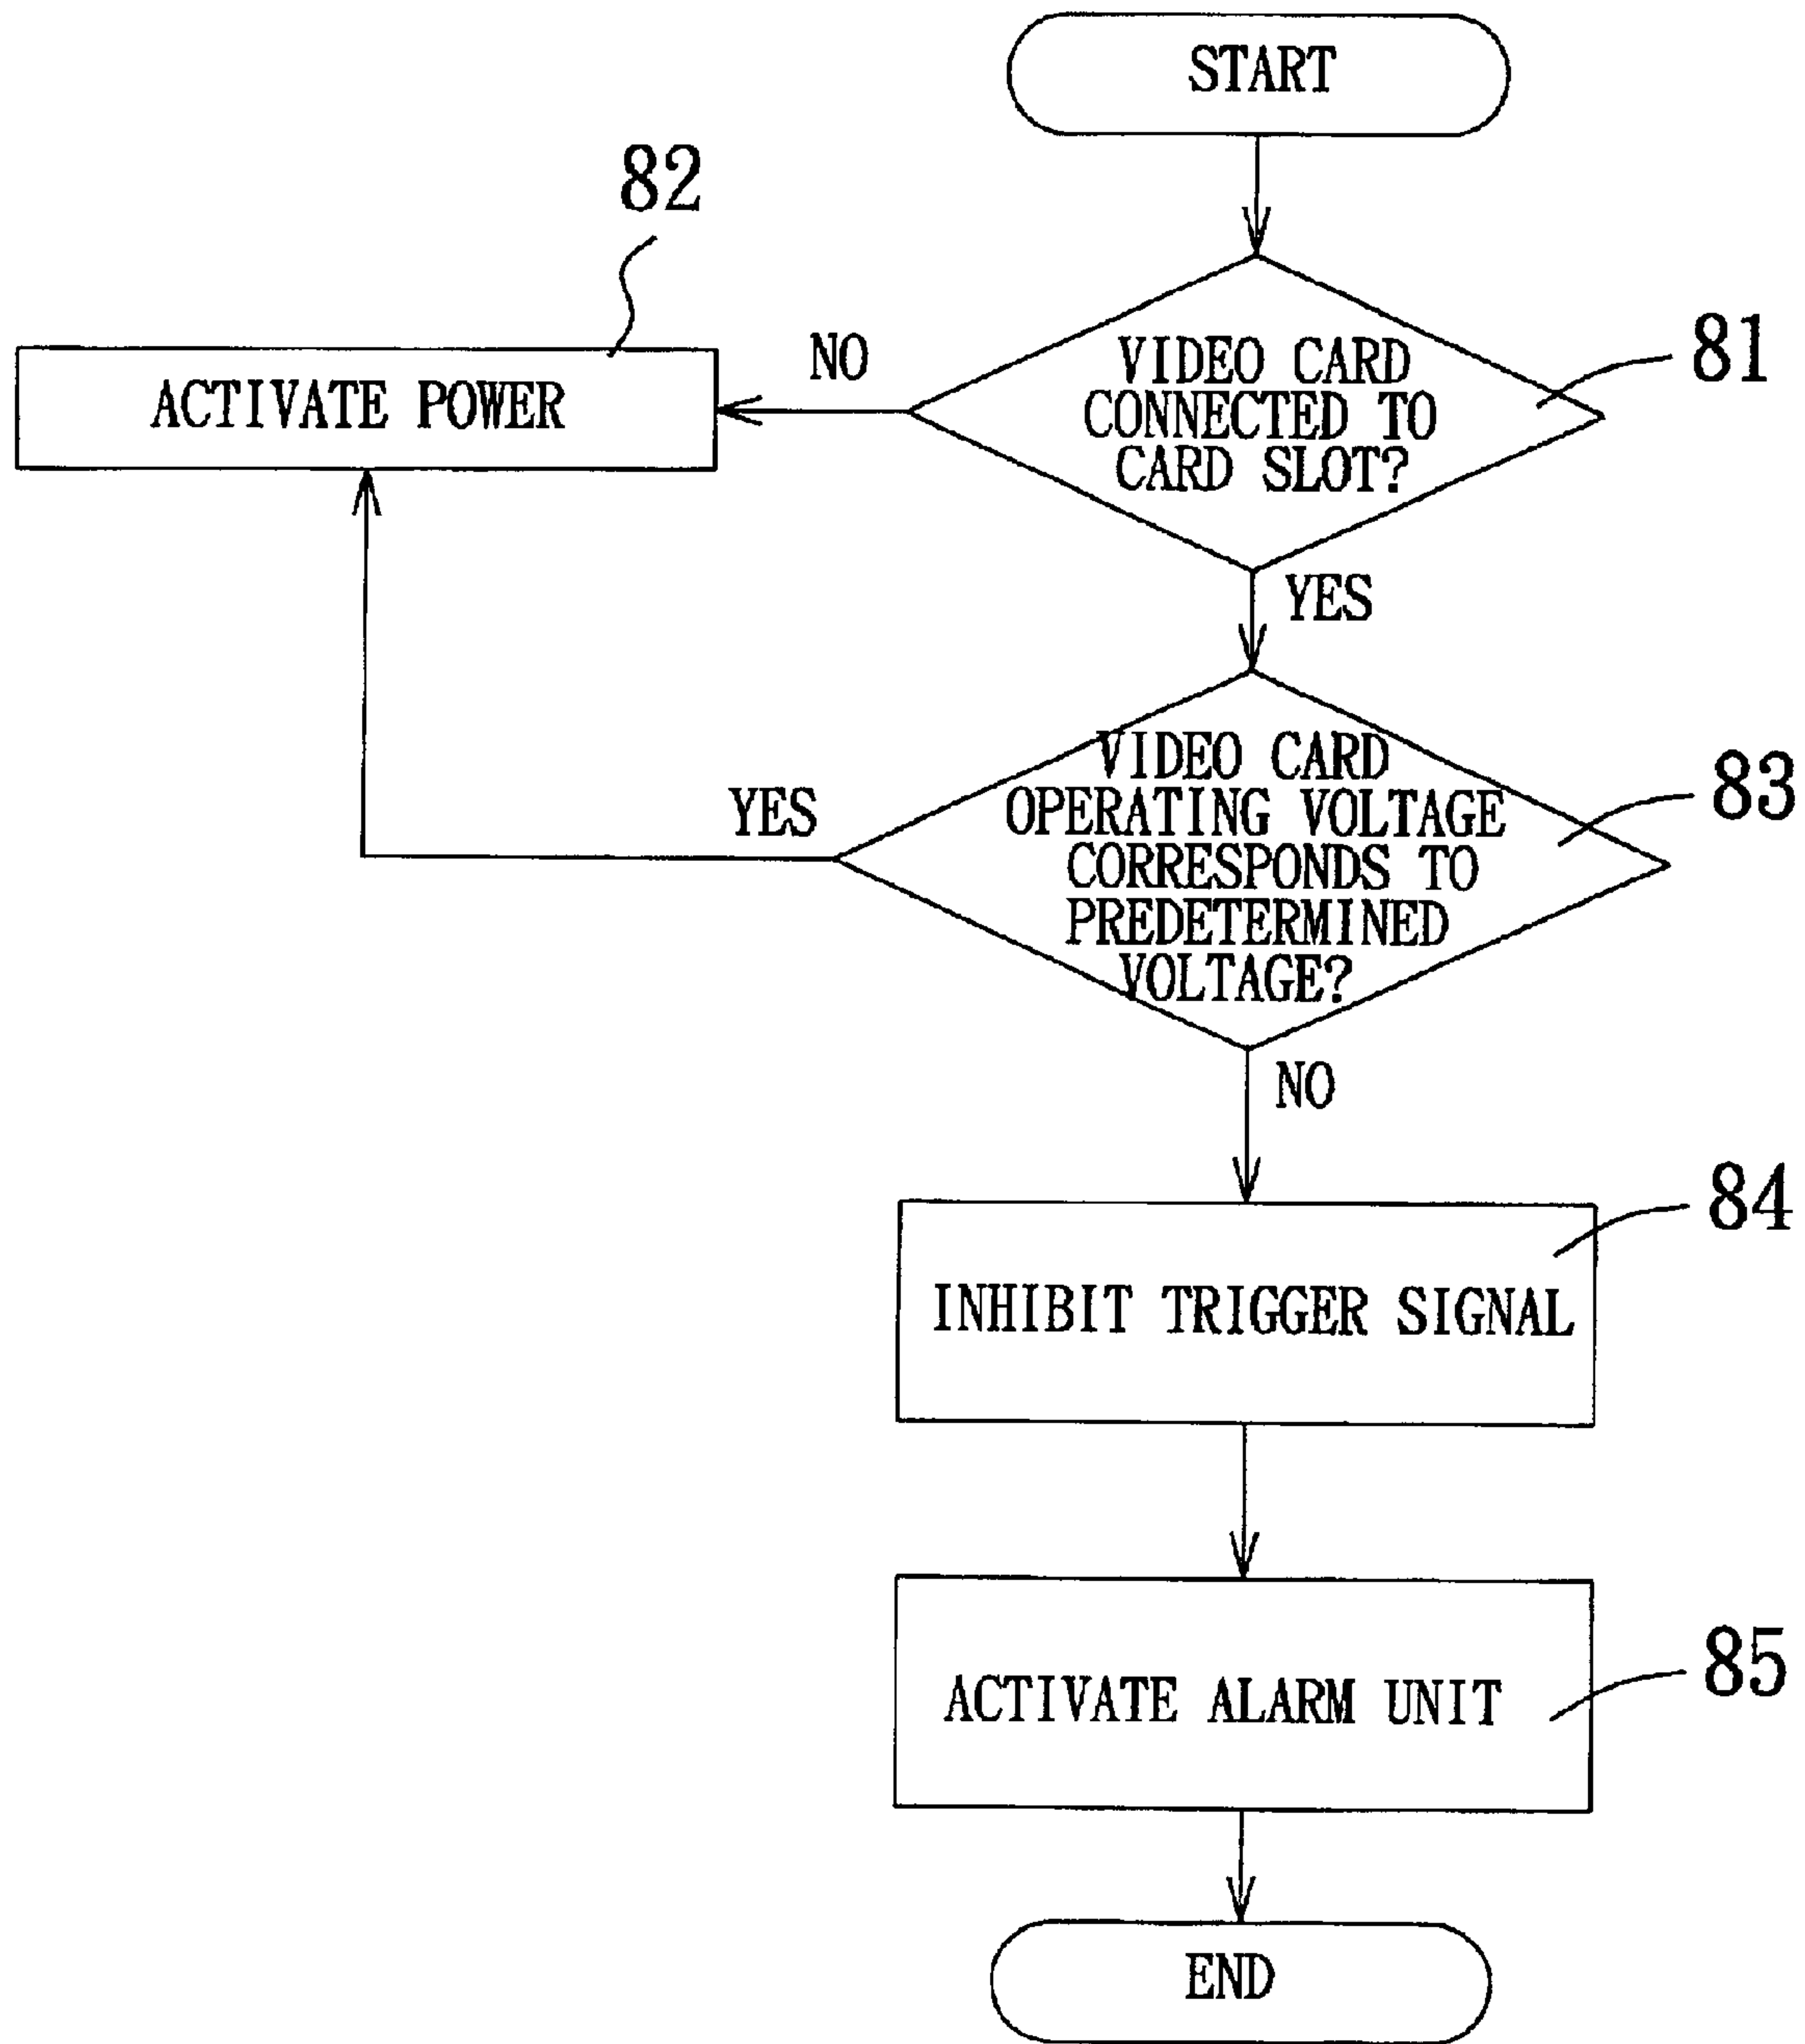 START
82
ACTIVATE POWER
NO
VIDEO CARD
CONNECTED TO
CARD SLOT?
81
YES
YES
VIDEO CARD
OPERATING VOLTAGE
CORRESPONDS TO
PREDETERMINED
VOLTAGE?
83
NO
84
INHIBIT TRIGGER SIGNAL
ACTIVATE ALARM UNIT
85
END